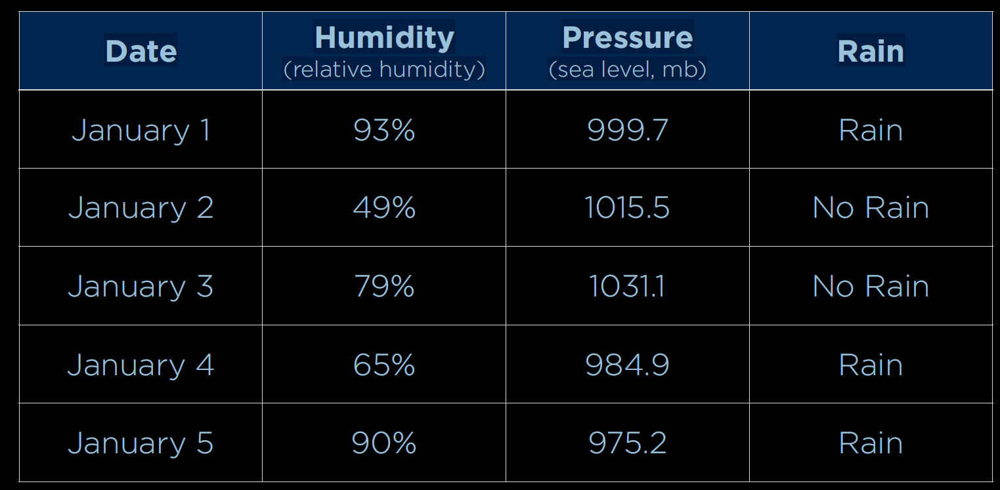 Date Humidity Pressure Rain
(relative humidity) (sea level, mb)
January 1 93% 999.7 Rain
January 2 49% 1015.5 No Rain
January 3 79% 1031.1 No Rain
January 4 65% 984.9 Rain
January 5 90% 975.2 Rain